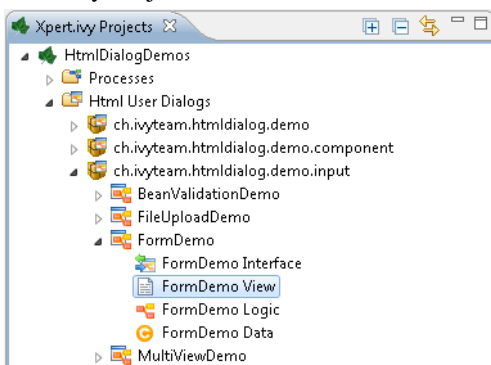 Xpert.ivy Projects
HtmlDialogDemos
Processes
Html User Dialogs
ch.ivyteam.htmldialog.demo
ch.ivyteam.htmldialog.demo.component
ch.ivyteam.htmldialog.demo.input
BeanValidationDemo
FileUploadDemo
FormDemo
FormDemo Interface
FormDemo View
FormDemo Logic
FormDemo Data
MultiViewDemo